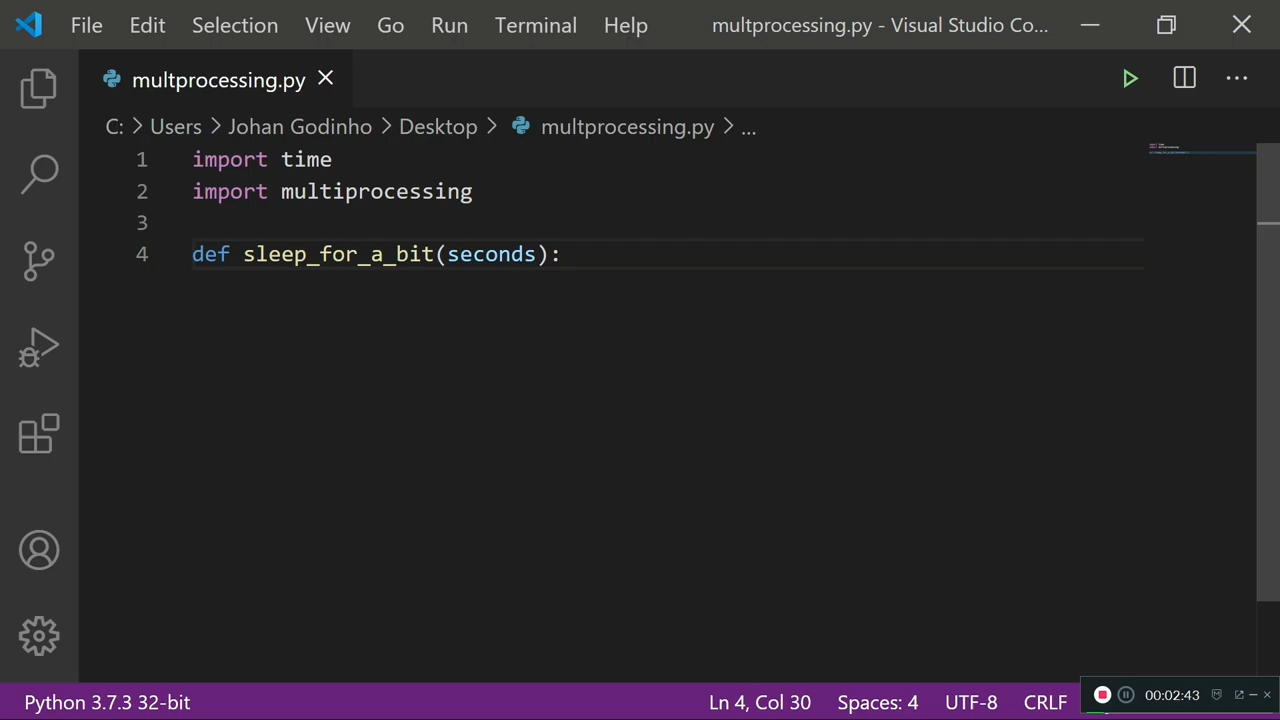 File Edit Selection View Go Run Terminal Help multprocessing.py - Visual Studio Co...
multprocessing.py
C: > Users > Johan Godinho > Desktop > multprocessing.py > ...
1 import time
2 import multiprocessing
3
4 def sleep_for_a_bit(seconds):
Python 3.7.3 32-bit Ln 4, Col 30 Spaces: 4 UTF-8 CRLF 00:02:43